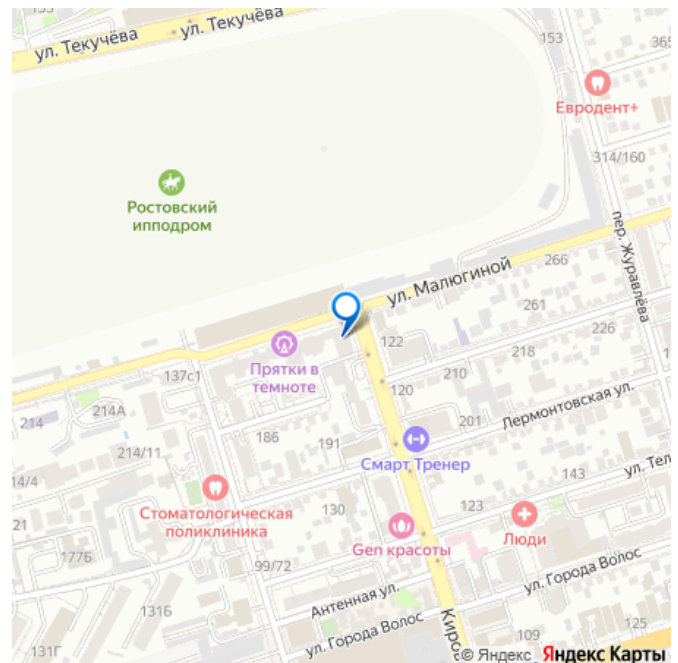 ул. Текучёва
ул. Текучёва
153
365
Евродент+
314/160
Ростовский
ипподром
пер. Журавлёва
ул. Малюгиной
266
261
226
122
218
210
120
Прятки в
темноте
137с1
214
214А
201
Лермонтовская ул.
186
191
214/11
Смарт Тренер
143
ул. Тел
14/4
Стоматологическая
поликлиника
130
123
21
Gen красоты
Люди
177Б
99/72
ул. Города Волос
Антенная ул.
131Б
Киро
ул. Города Волос
109
125
131Г
© Яндекс Яндекс Карты